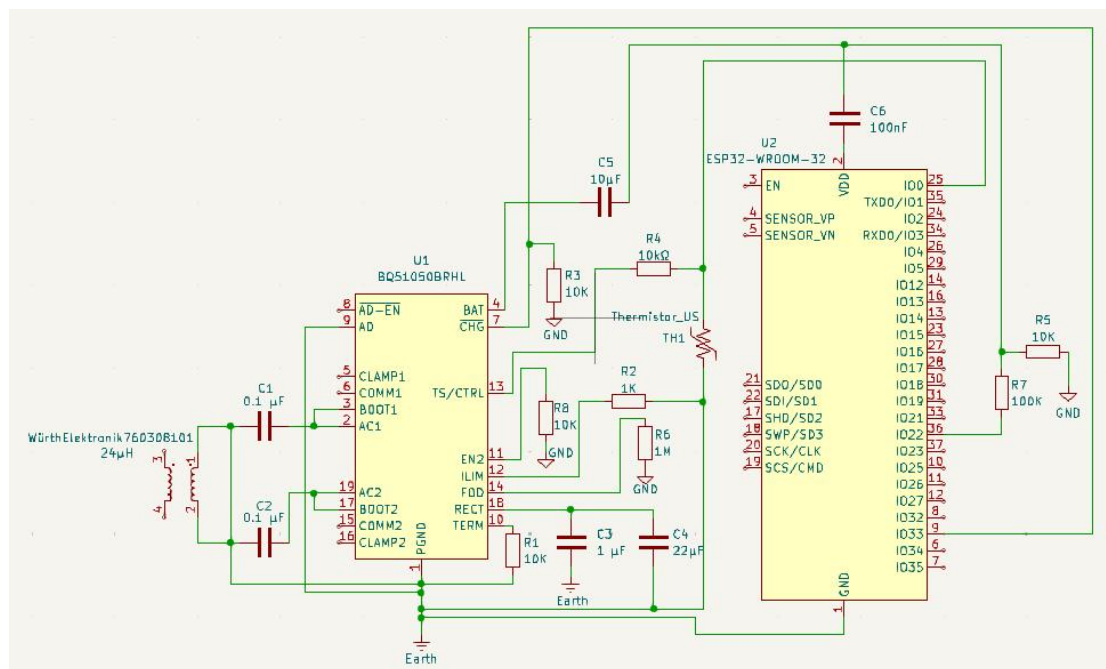 C6
100nF
U2
ESP32-WROOM-32
C5
10µF
3
EN
2
VDD
IO0
25
TXD0/IO1
35
4
SENSOR_VP
IO2
24
5
SENSOR_VN
RXD0/IO3
34
IO4
26
IO5
29
IO12
14
IO13
16
IO14
13
IO15
23
IO16
27
IO17
28
21
SD0/SD0
IO18
30
22
SDI/SD1
IO19
31
17
SHD/SD2
IO21
33
18
SWP/SD3
IO22
36
20
SCK/CLK
IO23
37
19
SCS/CMD
IO25
10
IO26
11
IO27
12
IO32
8
IO33
9
IO34
6
IO35
7
GND
1
R4
10kΩ
R3
10K
GND
Thermistor_US
TH1
R5
10K
GND
R7
100K
U1
BQ51050BRHL
8
AD-EN
BAT
4
9
AD
CHG
7
5
CLAMP1
6
COMM1
TS/CTRL
13
3
BOOT1
2
AC1
EN2
11
ILIM
12
19
AC2
FOD
14
17
BOOT2
RECT
18
15
COMM2
TERM
10
16
CLAMP2
PGND
1
C1
0.1 µF
C2
0.1 µF
WürthElektronik760308101
24µH
3
1
4
2
R2
1K
R8
10K
GND
R6
1M
GND
R1
10K
C3
1 µF
C4
22µF
Earth
Earth